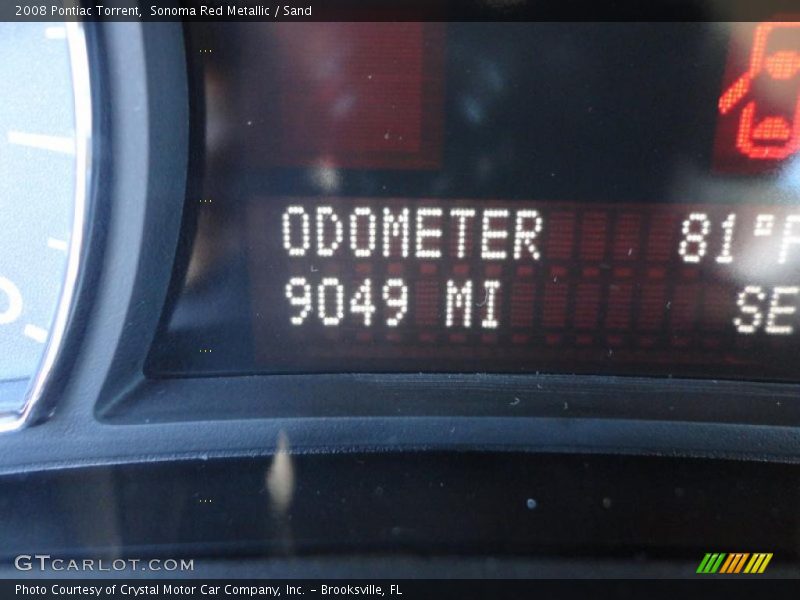 2008 Pontiac Torrent,  Sonoma Red Metallic / Sand
ODOMETER 81°F
9049 MI SE
GTCARLOT.COM
Photo Courtesy of Crystal Motor Car Company, Inc. – Brooksville, FL